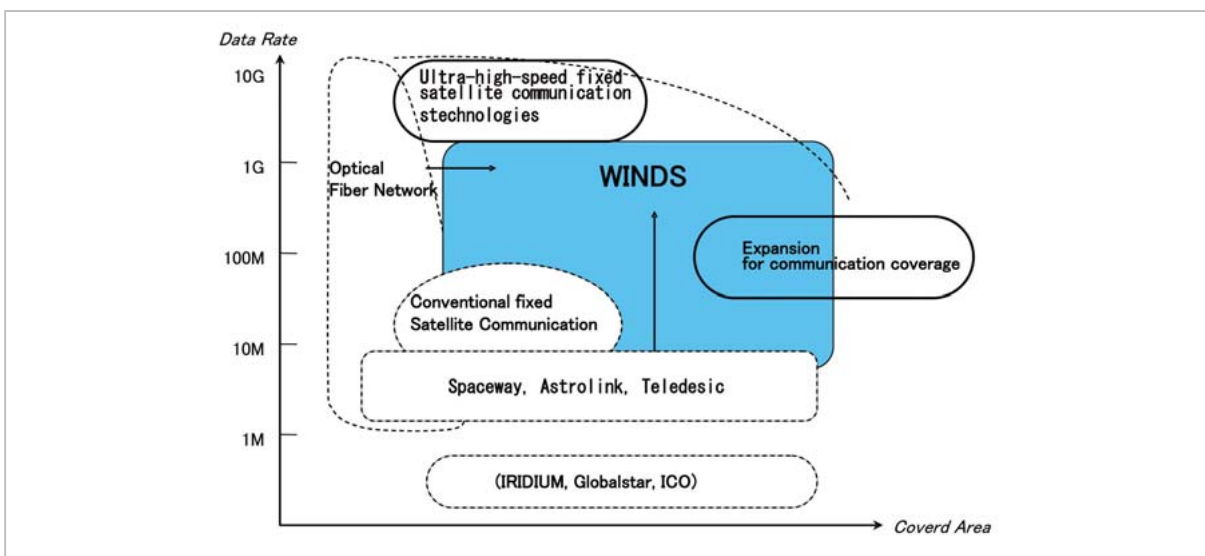 Data Rate
10G
Ultra-high-speed fixed
satellite communication
stechnologies
1G
Optical
Fiber Network
WINDS
100M
Expansion
for communication coverage
Conventional fixed
Satellite Communication
10M
Spaceway, Astrolink, Teledesic
1M
(IRIDIUM, Globalstar, ICO)
Coverd Area